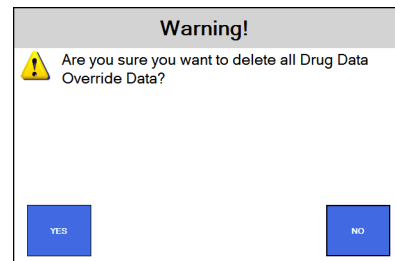 Warning!
Are you sure you want to delete all Drug Data
Override Data?
YES
NO